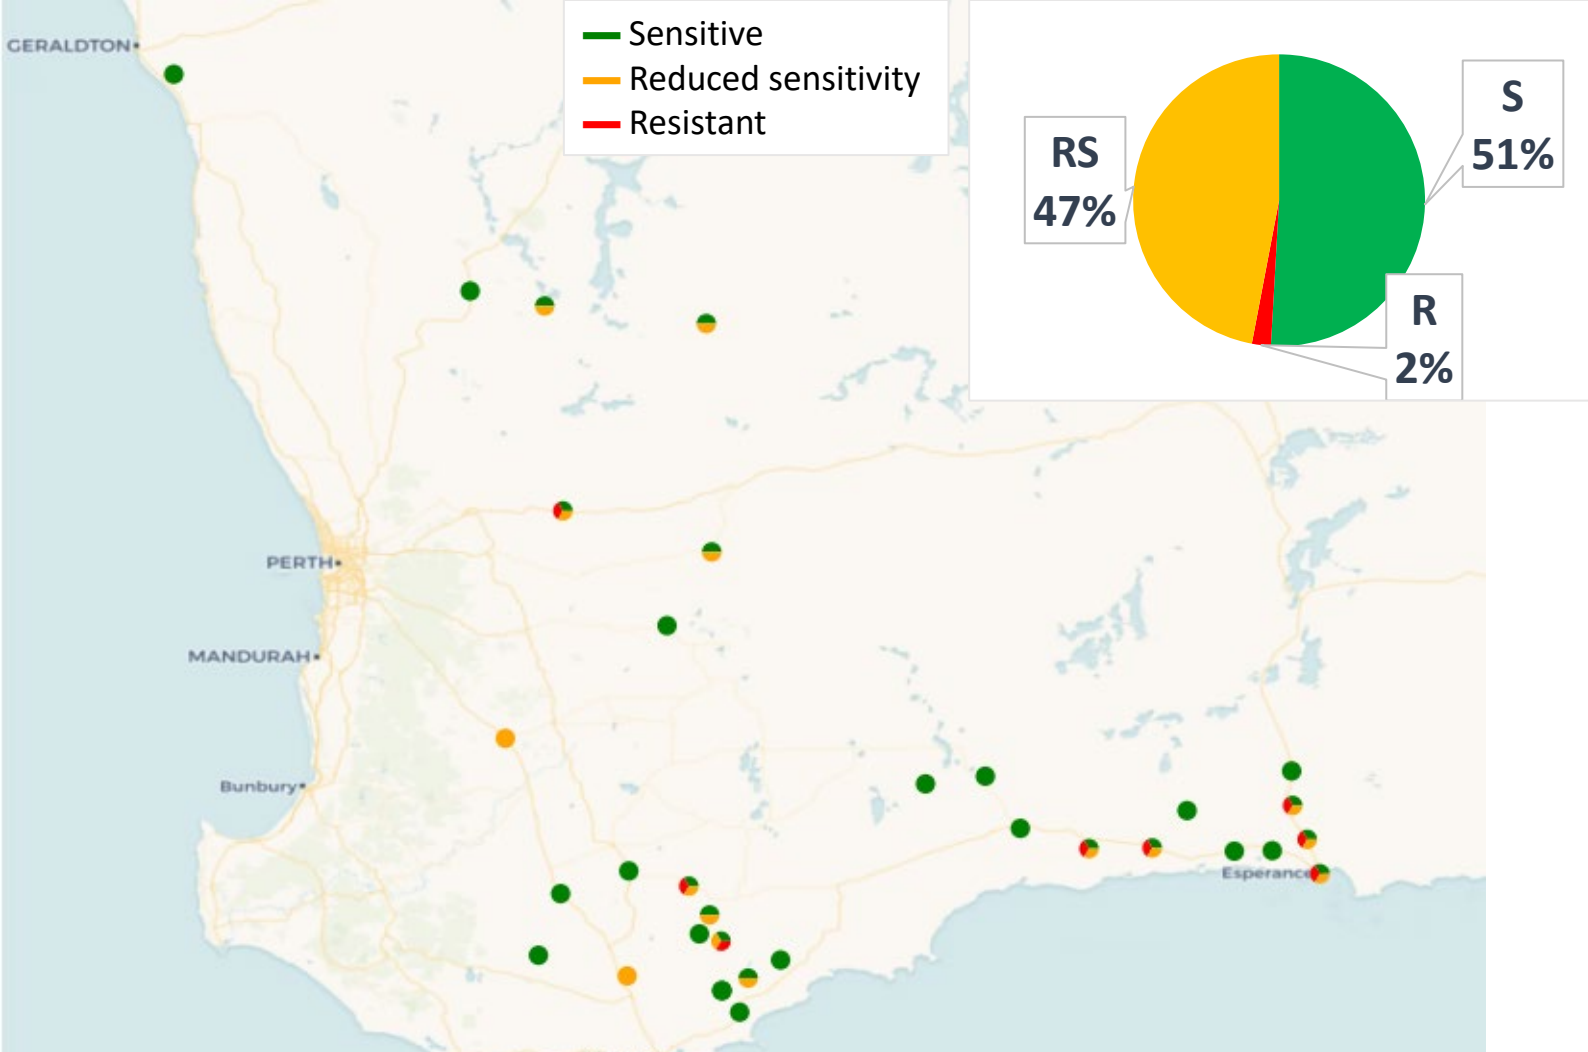 GERALDTON
Sensitive
Reduced sensitivity
Resistant
S
51%
RS
47%
R
2%
PERTH
MANDURAH
Bunbury
Esperance